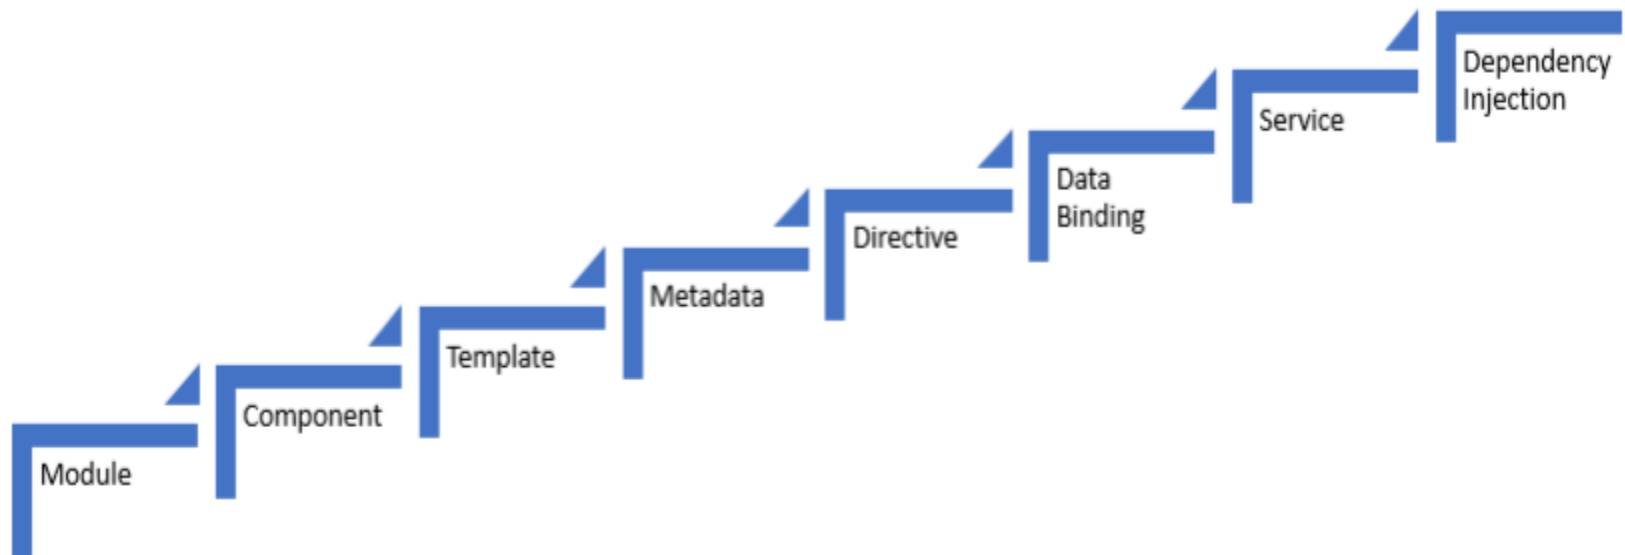 Module
Component
Template
Metadata
Directive
Data
Binding
Service
Dependency
Injection